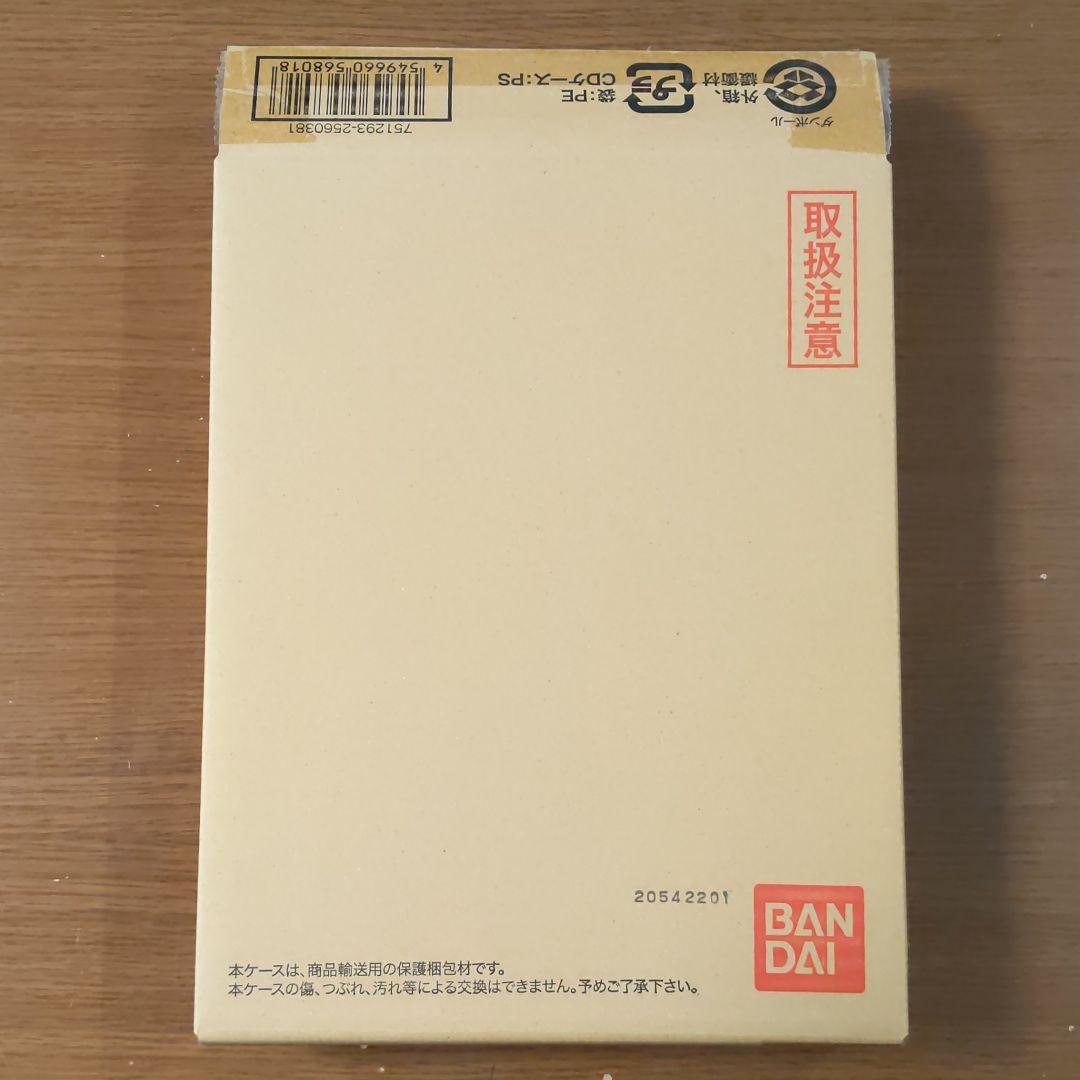 4 549660 568018
751293-2560381
袋:PE
CDケース:PS
プラ
外箱、
緩衝材
ダンボール
取扱注意
20542201
BAN
DAI
本ケースは、商品輸送用の保護梱包材です。
本ケースの傷、つぶれ、汚れ等による交換はできません。予めご了承下さい。